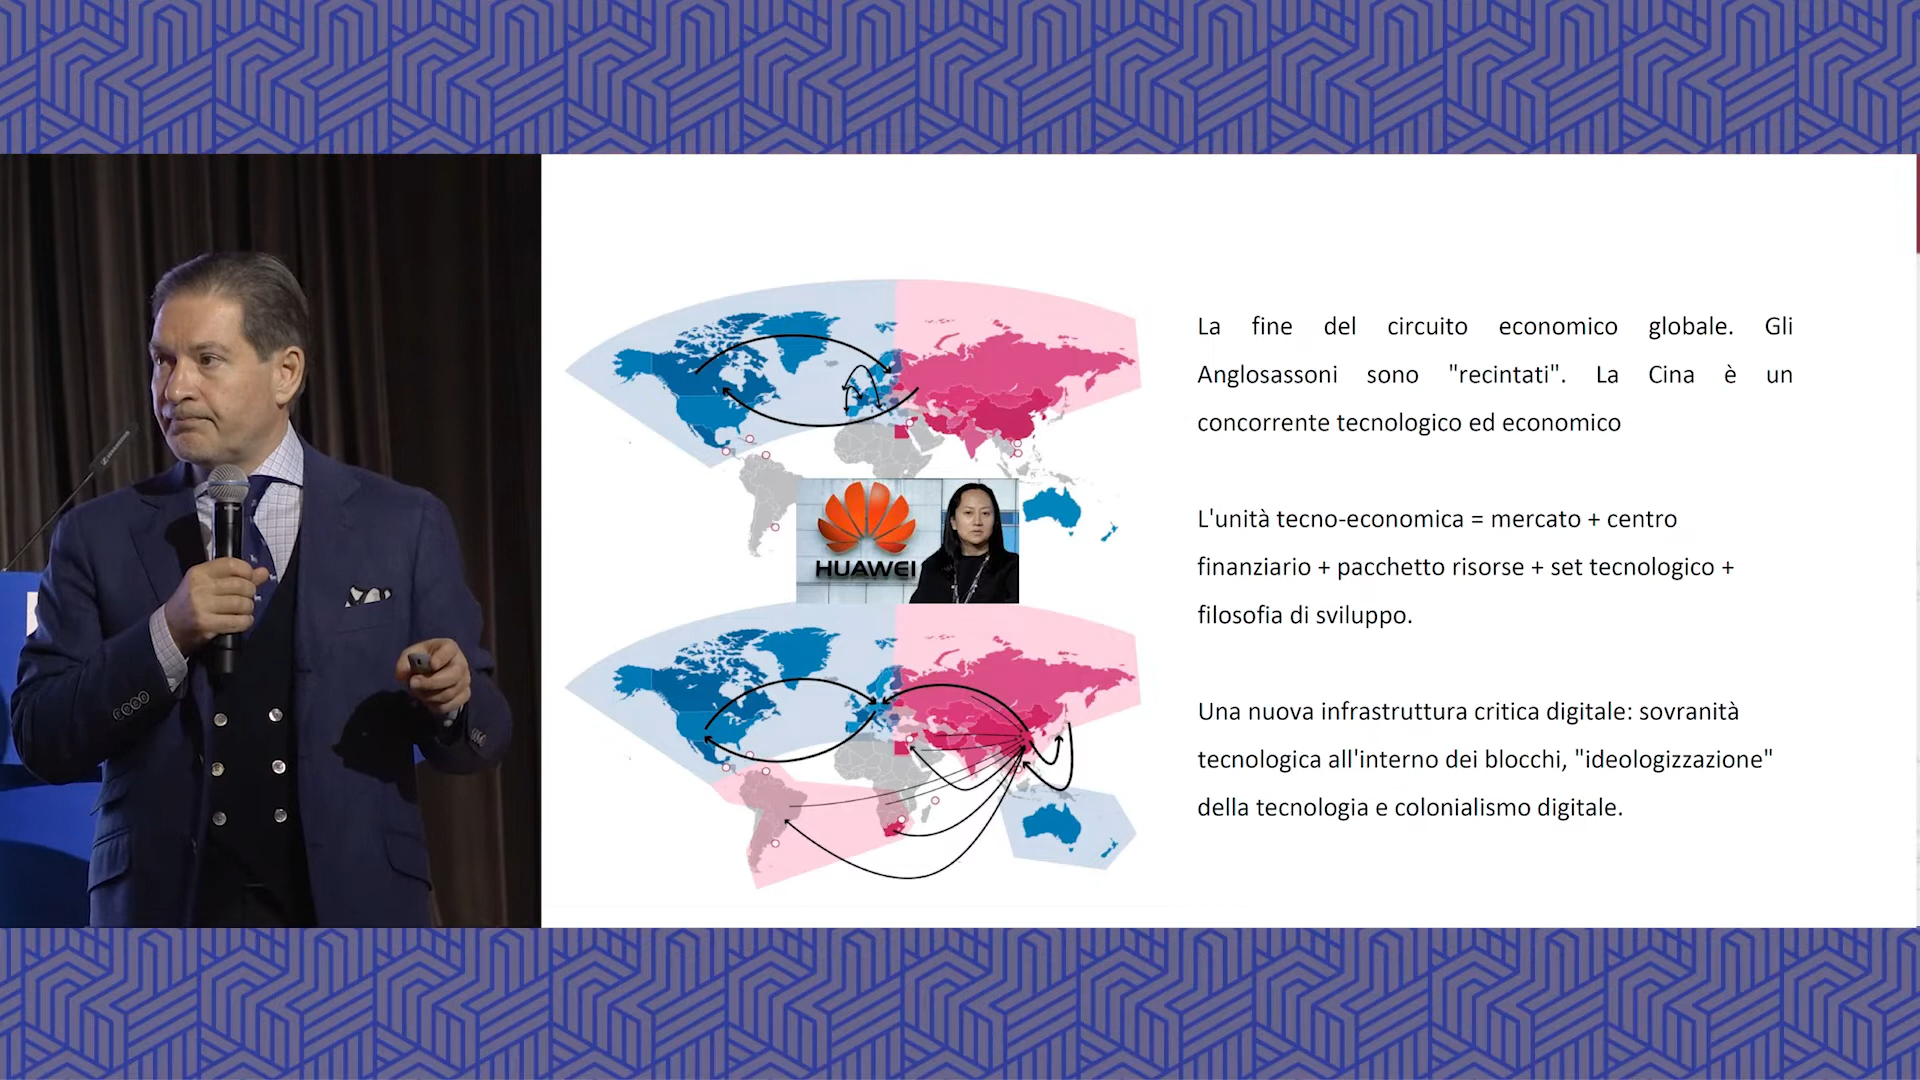 HUAWEI
La fine del circuito economico globale. Gli
Anglosassoni sono "recintati". La Cina è un
concorrente tecnologico ed economico
L'unità tecno-economica = mercato + centro
finanziario + pacchetto risorse + set tecnologico +
filosofia di sviluppo.
Una nuova infrastruttura critica digitale: sovranità
tecnologica all'interno dei blocchi, "ideologizzazione"
della tecnologia e colonialismo digitale.